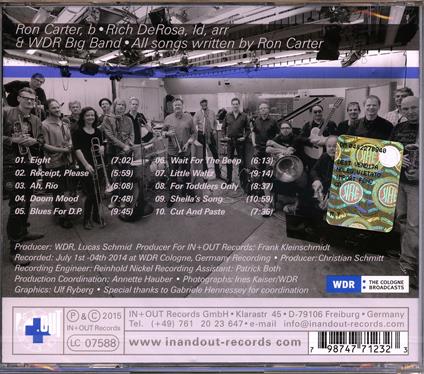 Ron Carter, b • Rich DeRosa, ld, arr
& WDR Big Band • All songs written by Ron Carter
01. Eight (7:02)
02. Receipt, Please (5:59)
03. Ah, Rio (6:08)
04. Doom Mood (7:48)
05. Blues For D.P. (9:45)
06. Wait For The Beep (6:13)
07. Little Waltz (9:14)
08. For Toddlers Only (8:37)
09. Sheila's Song (10:59)
10. Cut And Paste (7:35)
Producer: WDR, Lucas Schmid Producer For IN+OUT Records: Frank Kleinschmidt
Recorded: July 1st -04th 2014 at WDR Cologne, Germany Recording • Producer: Christian Schmitt
Recording Engineer: Reinhold Nickel Recording Assistant: Patrick Both
Production Coordination: Annette Hauber • Photographs: Ines Kaiser/WDR
Graphics: Ulf Ryberg • Special thanks to Gabriele Hennessey for coordination
WDR THE COLOGNE
BROADCASTS
P & C 2015
IN+OUT Records
LC 07588
IN+OUT Records GmbH • Klarastr 45 • D-79106 Freiburg • Germany
Tel. (+49) 761 20 23 647 • e-mail info@inandout-records.com
www.inandout-records.com
7 98747 71232 3